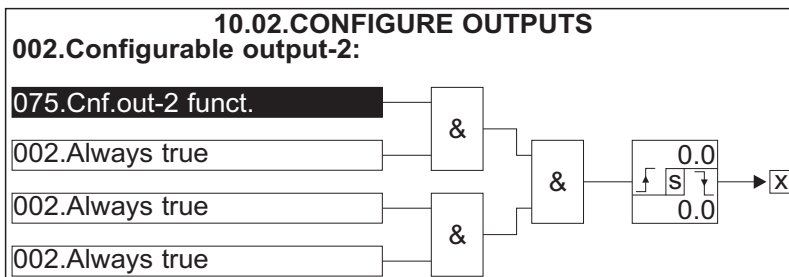 10.02.CONFIGURE OUTPUTS
002.Configurable output-2:
075.Cnf.out-2 funct.
&
002.Always true
0.0
&
S
X
002.Always true
0.0
&
002.Always true